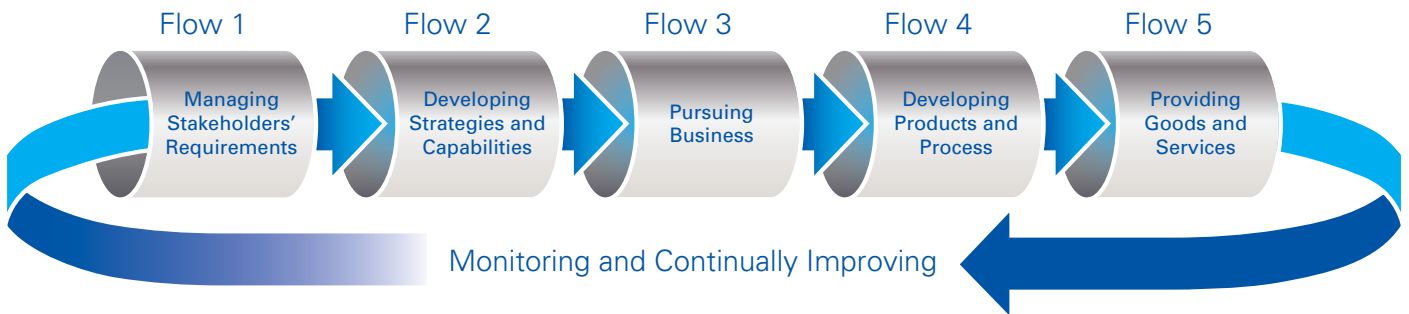 Flow 1
Flow 2
Flow 3
Flow 4
Flow 5
Managing
Stakeholders’
Requirements
Developing
Strategies and
Capabilities
Pursuing
Business
Developing
Products and
Process
Providing
Goods and
Services
Monitoring and Continually Improving